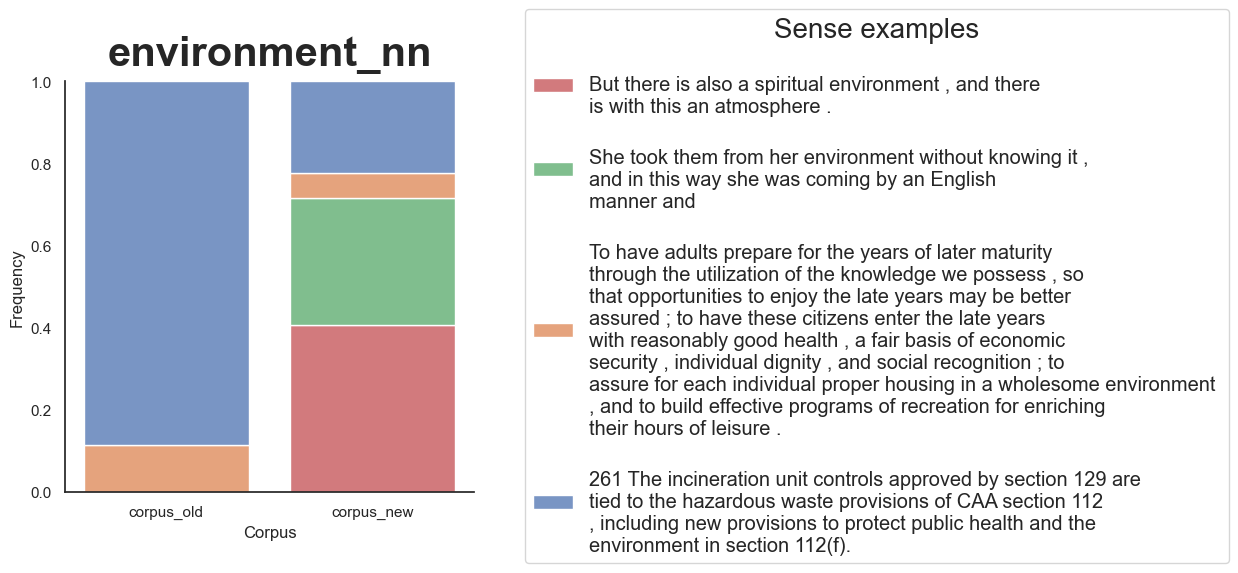 environment_nn
1.0
0.8
0.6
0.4
0.2
0.0
Frequency
corpus_old
corpus_new
Corpus
Sense examples
But there is also a spiritual environment , and there
is with this an atmosphere .
She took them from her environment without knowing it ,
and in this way she was coming by an English
manner and
To have adults prepare for the years of later maturity
through the utilization of the knowledge we possess , so
that opportunities to enjoy the late years may be better
assured ; to have these citizens enter the late years
with reasonably good health , a fair basis of economic
security , individual dignity , and social recognition ; to
assure for each individual proper housing in a wholesome environment
, and to build effective programs of recreation for enriching
their hours of leisure .
261 The incineration unit controls approved by section 129 are
tied to the hazardous waste provisions of CAA section 112
, including new provisions to protect public health and the
environment in section 112(f).